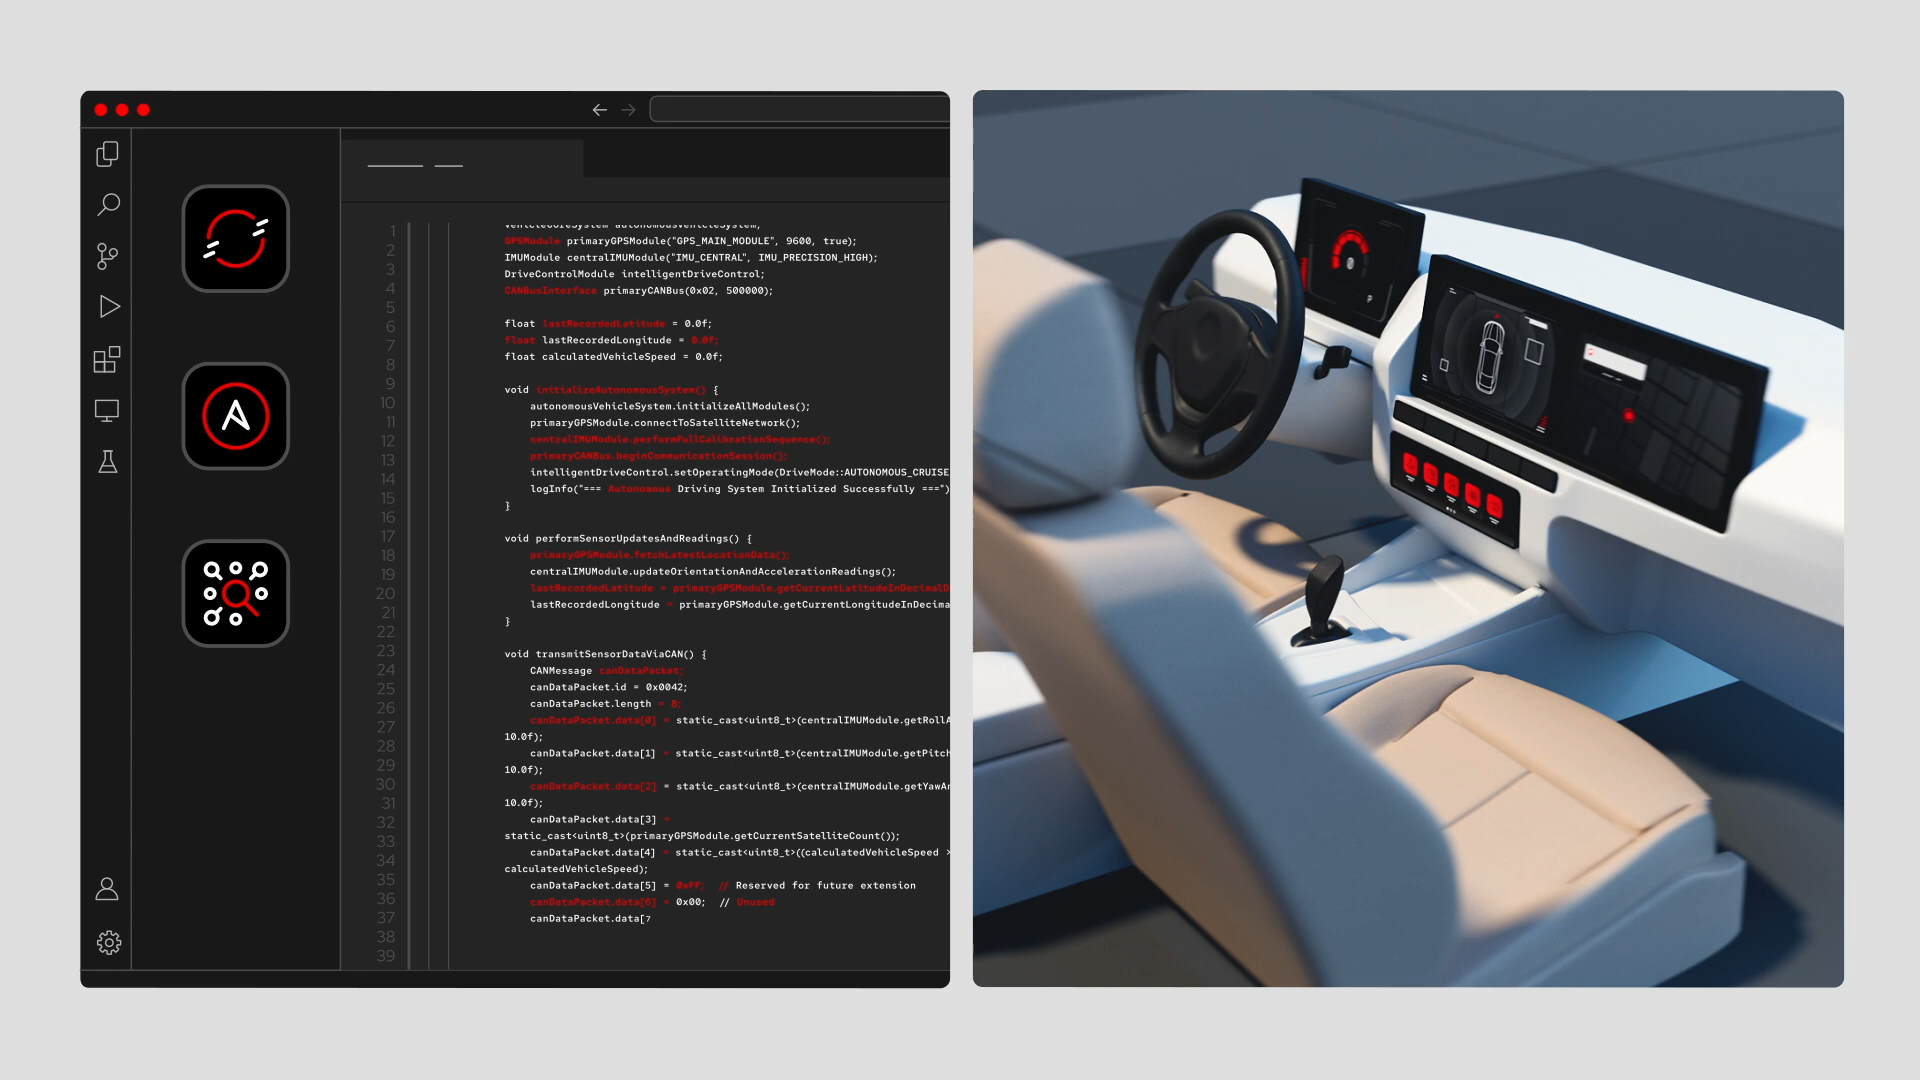 1
2
3
4
5
6
7
8
9
10
11
12
13
14
15
16
17
18
19
20
21
22
23
24
25
26
27
28
29
30
31
32
33
34
35
36
37
38
39
VehicleCoreSystem autonomousVehicleSystem;
GPSModule primaryGPSModule("GPS_MAIN_MODULE", 9600, true);
IMUModule centralIMUModule("IMU_CENTRAL", IMU_PRECISION_HIGH);
DriveControlModule intelligentDriveControl;
CANBusInterface primaryCANBus(0x02, 500000);
float lastRecordedLatitude = 0.0f;
float lastRecordedLongitude = 0.0f;
float calculatedVehicleSpeed = 0.0f;
void initializeAutonomousSystem() {
autonomousVehicleSystem.initializeAllModules();
primaryGPSModule.connectToSatelliteNetwork();
centralIMUModule.performFullCalibrationSequence();
primaryCANBus.beginCommunicationSession();
intelligentDriveControl.setOperatingMode(DriveMode::AUTONOMOUS_CRUISE
logInfo("=== Autonomous Driving System Initialized Successfully ===")
}
void performSensorUpdatesAndReadings() {
primaryGPSModule.fetchLatestLocationData();
centralIMUModule.updateOrientationAndAccelerationReadings();
lastRecordedLatitude = primaryGPSModule.getCurrentLatitudeInDecimalD
lastRecordedLongitude = primaryGPSModule.getCurrentLongitudeInDecima
}
void transmitSensorDataViaCAN() {
CANMessage canDataPacket;
canDataPacket.id = 0x0042;
canDataPacket.length = 8;
canDataPacket.data[0] = static_cast<uint8_t>(centralIMUModule.getRollA
10.0f);
canDataPacket.data[1] = static_cast<uint8_t>(centralIMUModule.getPitch
10.0f);
canDataPacket.data[2] = static_cast<uint8_t>(centralIMUModule.getYawAn
10.0f);
canDataPacket.data[3] =
static_cast<uint8_t>(primaryGPSModule.getCurrentSatelliteCount());
canDataPacket.data[4] = static_cast<uint8_t>((calculatedVehicleSpeed >
calculatedVehicleSpeed);
canDataPacket.data[5] = 0xFF; // Reserved for future extension
canDataPacket.data[6] = 0x00; // Unused
canDataPacket.data[7